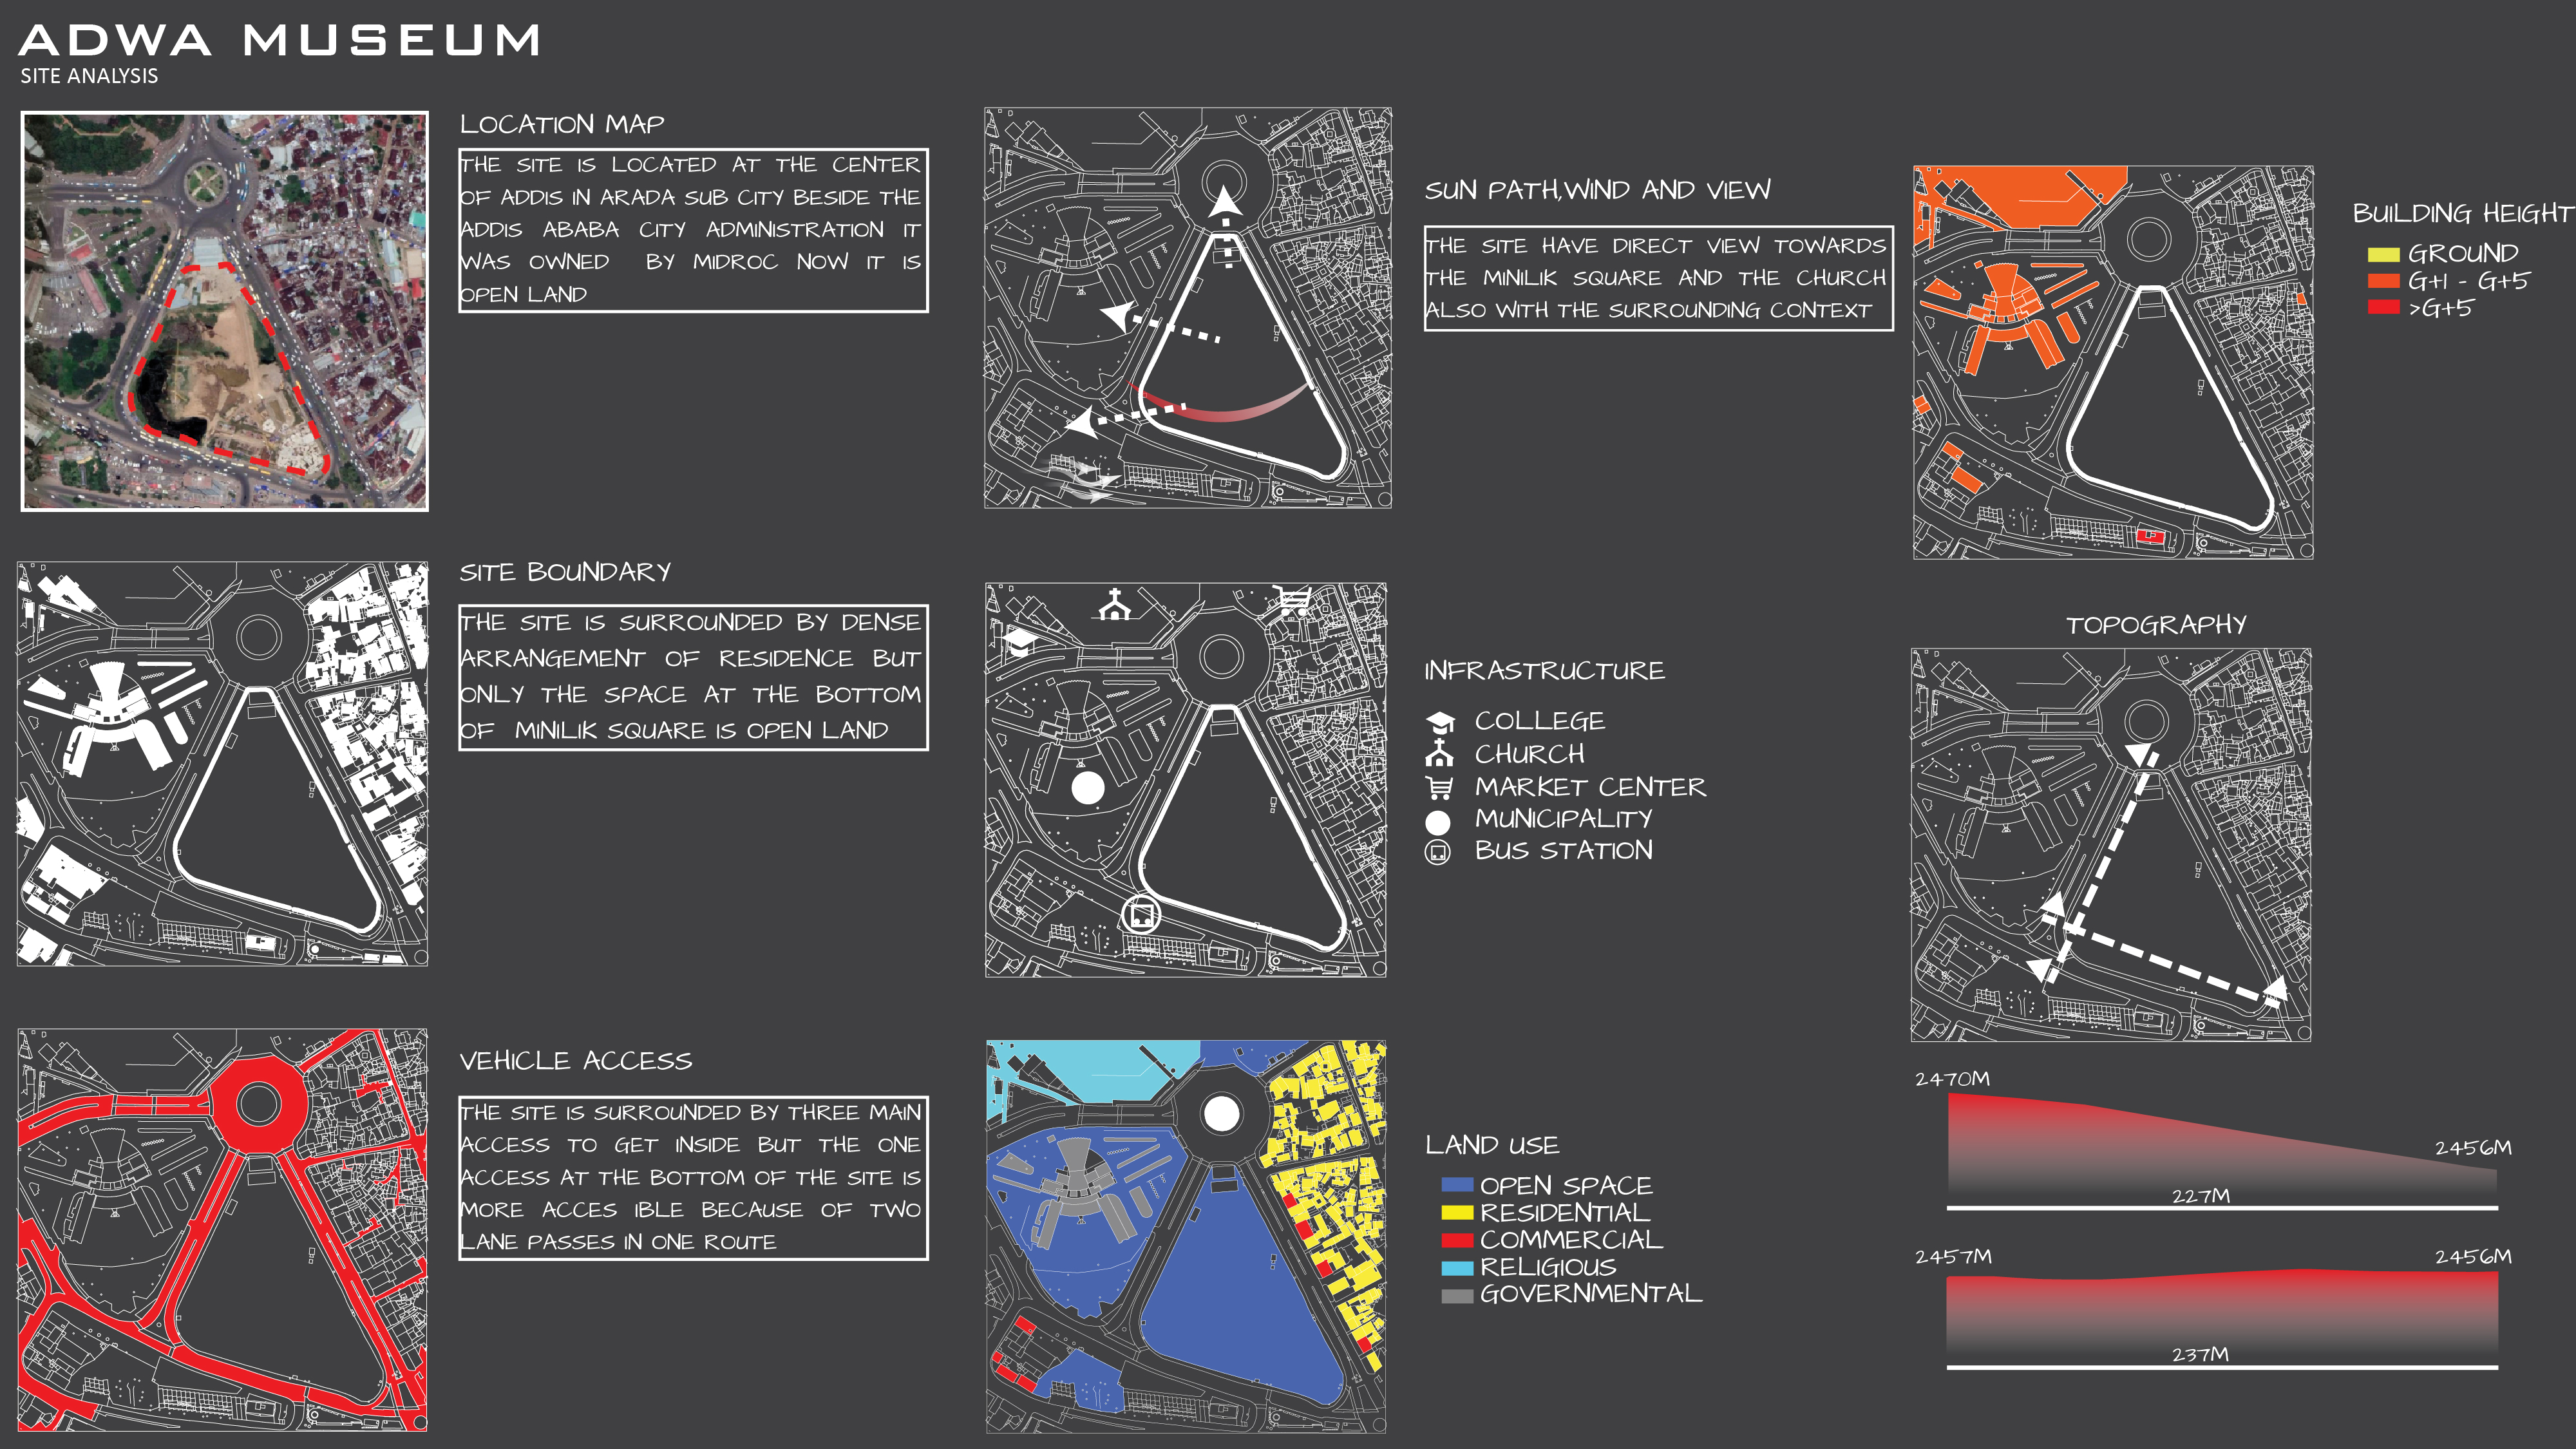 ADWA MUSEUM
SITE ANALYSIS
LOCATION MAP
THE SITE IS LOCATED AT THE CENTER
OF ADDIS IN ARADA SUB CITY BESIDE THE
ADDIS ABABA CITY ADMINISTRATION IT
WAS OWNED BY MIDROC NOW IT IS
OPEN LAND
SITE BOUNDARY
THE SITE IS SURROUNDED BY DENSE
ARRANGEMENT OF RESIDENCE BUT
ONLY THE SPACE AT THE BOTTOM
OF MINILIK SQUARE IS OPEN LAND
VEHICLE ACCESS
THE SITE IS SURROUNDED BY THREE MAIN
ACCESS TO GET INSIDE BUT THE ONE
ACCESS AT THE BOTTOM OF THE SITE IS
MORE ACCES IBLE BECAUSE OF TWO
LANE PASSES IN ONE ROUTE
SUN PATH,WIND AND VIEW
THE SITE HAVE DIRECT VIEW TOWARDS
THE MINILIK SQUARE AND THE CHURCH
ALSO WITH THE SURROUNDING CONTEXT
INFRASTRUCTURE
COLLEGE
CHURCH
MARKET CENTER
MUNICIPALITY
BUS STATION
LAND USE
OPEN SPACE
RESIDENTIAL
COMMERCIAL
RELIGIOUS
GOVERNMENTAL
BUILDING HEIGHT
GROUND
G+1 - G+5
>G+5
TOPOGRAPHY
2470M
2456M
227M
2457M
2456M
237M